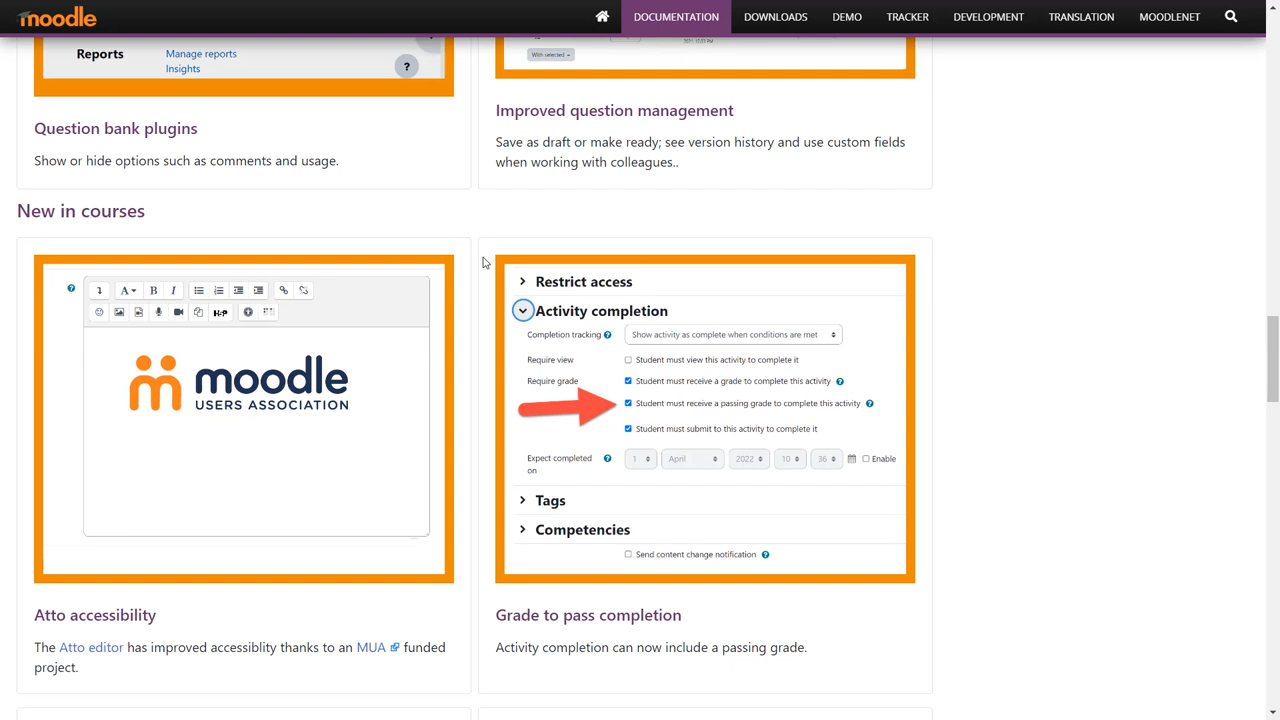 moodle
DOCUMENTATION
DOWNLOADS
DEMO
TRACKER
DEVELOPMENT
TRANSLATION
MOODLENET
Reports
Manage reports
Insights
?
With selected
Question bank plugins
Show or hide options such as comments and usage.
Improved question management
Save as draft or make ready; see version history and use custom fields
when working with colleagues..
New in courses
A B I
H-P
moodle
USERS ASSOCIATION
Atto accessibility
The Atto editor has improved accessiblity thanks to an MUA funded
project.
Restrict access
Activity completion
Completion tracking ? Show activity as complete when conditions are met
Require view Student must view this activity to complete it
Require grade Student must receive a grade to complete this activity ?
Student must receive a passing grade to complete this activity ?
Student must submit to this activity to complete it
Expect completed ? 1 April 2022 10 36 Enable
on
Tags
Competencies
Send content change notification ?
Grade to pass completion
Activity completion can now include a passing grade.